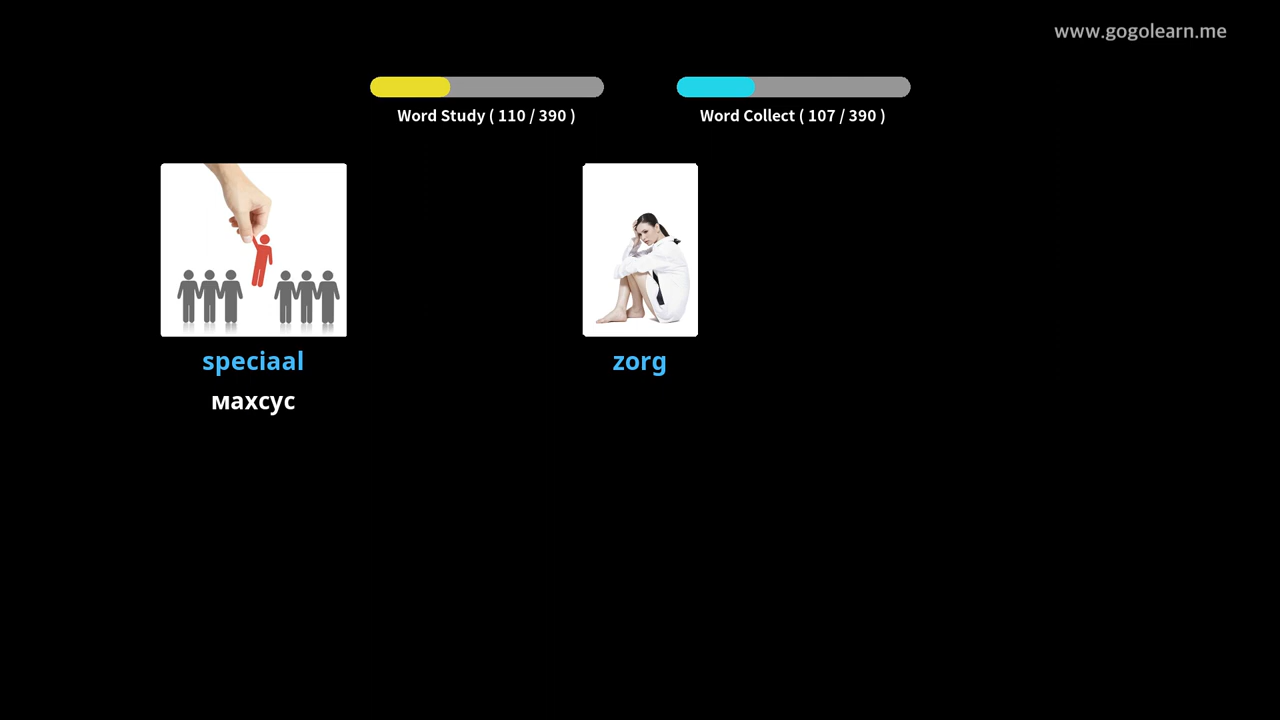 www.gogolearn.me
Word Study ( 110 / 390 )
Word Collect ( 107 / 390 )
speciaal
zorg
махсус